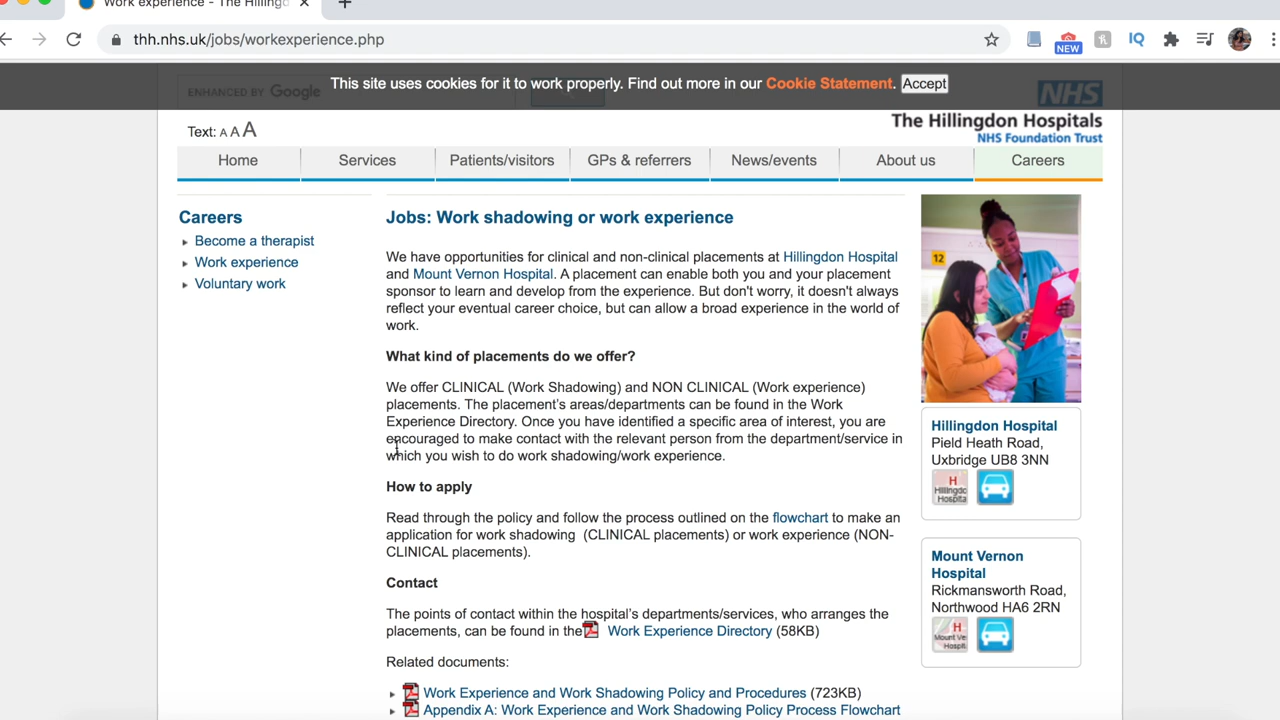 Work experience - The Hillingd
thh.nhs.uk/jobs/workexperience.php
NEW
IQ
ENHANCED BY Google
This site uses cookies for it to work properly. Find out more in our Cookie Statement. Accept
NHS
The Hillingdon Hospitals
NHS Foundation Trust
Text: A A A
Home Services Patients/visitors GPs & referrers News/events About us Careers
Careers
Become a therapist
Work experience
Voluntary work
Jobs: Work shadowing or work experience
We have opportunities for clinical and non-clinical placements at Hillingdon Hospital
and Mount Vernon Hospital. A placement can enable both you and your placement
sponsor to learn and develop from the experience. But don't worry, it doesn't always
reflect your eventual career choice, but can allow a broad experience in the world of
work.
What kind of placements do we offer?
We offer CLINICAL (Work Shadowing) and NON CLINICAL (Work experience)
placements. The placement's areas/departments can be found in the Work
Experience Directory. Once you have identified a specific area of interest, you are
encouraged to make contact with the relevant person from the department/service in
which you wish to do work shadowing/work experience.
How to apply
Read through the policy and follow the process outlined on the flowchart to make an
application for work shadowing (CLINICAL placements) or work experience (NON-
CLINICAL placements).
Contact
The points of contact within the hospital's departments/services, who arranges the
placements, can be found in the Work Experience Directory (58KB)
Related documents:
Work Experience and Work Shadowing Policy and Procedures (723KB)
Appendix A: Work Experience and Work Shadowing Policy Process Flowchart
12
Hillingdon Hospital
Pield Heath Road,
Uxbridge UB8 3NN
H
Hillingdo
Hospita
Mount Vernon
Hospital
Rickmansworth Road,
Northwood HA6 2RN
H
Mount Ve
Hospit